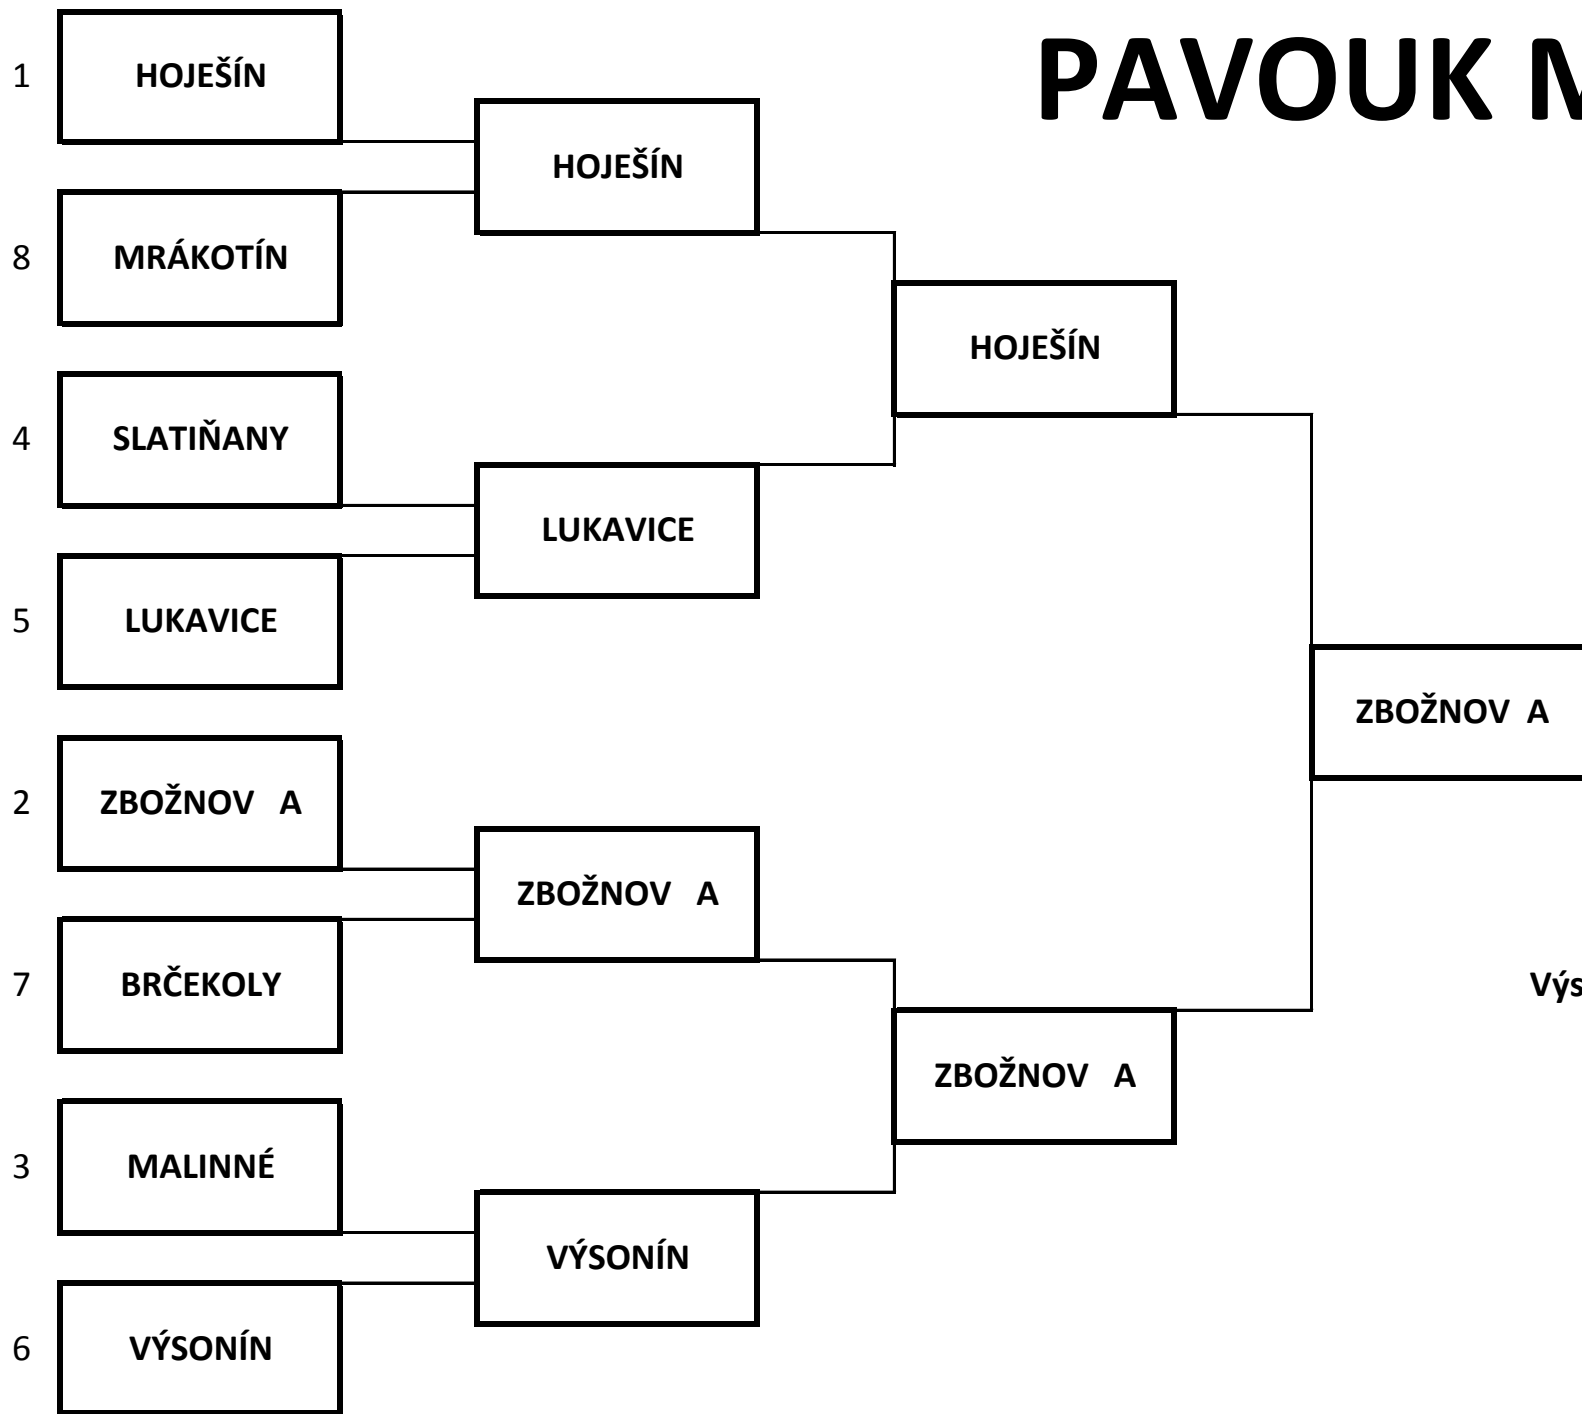 PAVOUK M
1 HOJEŠÍN
HOJEŠÍN
8 MRÁKOTÍN
HOJEŠÍN
4 SLATIŇANY
LUKAVICE
5 LUKAVICE
ZBOŽNOV A
2 ZBOŽNOV A
ZBOŽNOV A
7 BRČEKOLY
Výs
ZBOŽNOV A
3 MALINNÉ
VÝSONÍN
6 VÝSONÍN